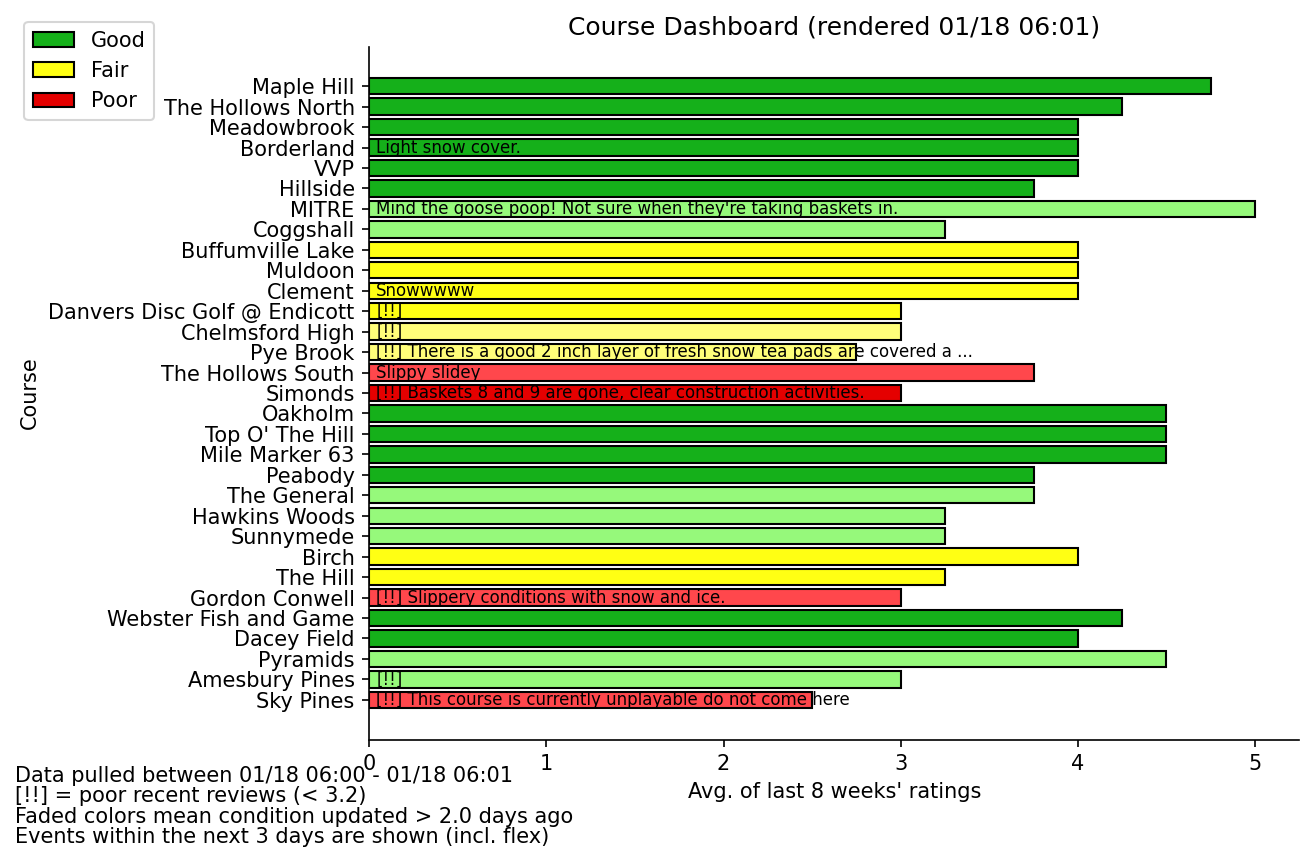 Course Dashboard (rendered 01/18 06:01)
Good
Fair
Poor
Course
Maple Hill
The Hollows North
Meadowbrook
Borderland Light snow cover.
VVP
Hillside
MITRE Mind the goose poop! Not sure when they're taking baskets in.
Coggshall
Buffumville Lake
Muldoon
Clement Snowwwww
Danvers Disc Golf @ Endicott [!!]
Chelmsford High [!!]
Pye Brook [!!] There is a good 2 inch layer of fresh snow tea pads are covered a ...
The Hollows South Slippy slidey
Simonds [!!] Baskets 8 and 9 are gone, clear construction activities.
Oakholm
Top O' The Hill
Mile Marker 63
Peabody
The General
Hawkins Woods
Sunnymede
Birch
The Hill
Gordon Conwell [!!] Slippery conditions with snow and ice.
Webster Fish and Game
Dacey Field
Pyramids
Amesbury Pines [!!]
Sky Pines [!!] This course is currently unplayable do not come here
0 1 2 3 4 5
Avg. of last 8 weeks' ratings
Data pulled between 01/18 06:00 - 01/18 06:01
[!!] = poor recent reviews (< 3.2)
Faded colors mean condition updated > 2.0 days ago
Events within the next 3 days are shown (incl. flex)